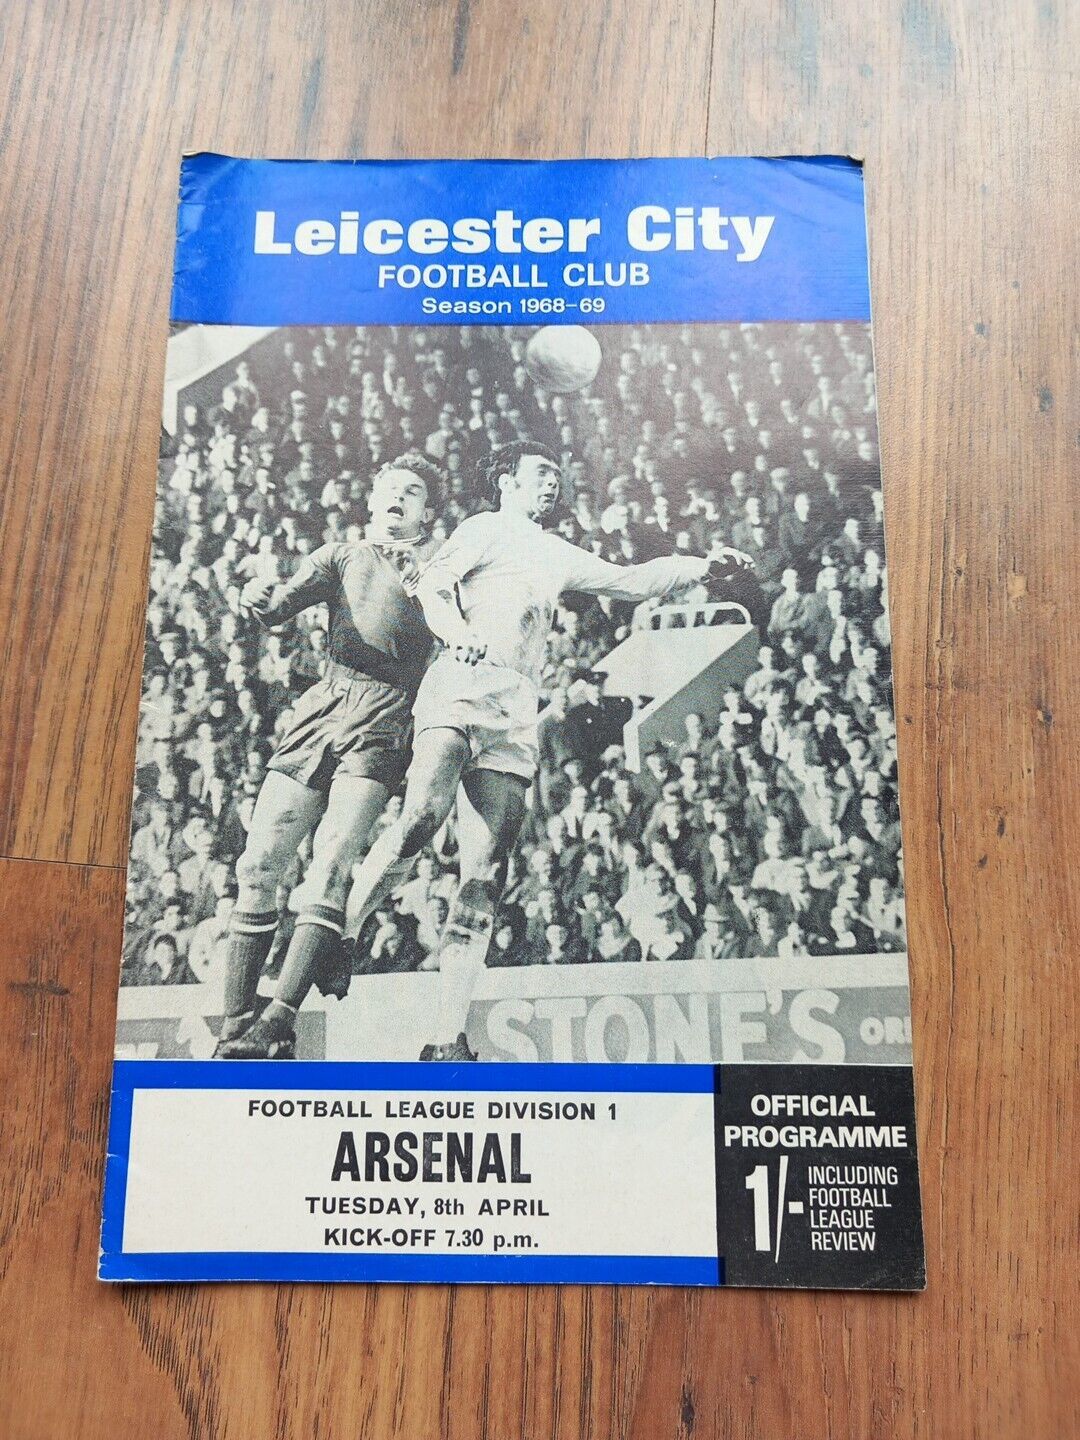 Leicester City
FOOTBALL CLUB
Season 1968-69
STONE'S
FOOTBALL LEAGUE DIVISION 1
ARSENAL
TUESDAY, 8th APRIL
KICK-OFF 7.30 p.m.
OFFICIAL
PROGRAMME
1/-
INCLUDING
FOOTBALL
LEAGUE
REVIEW